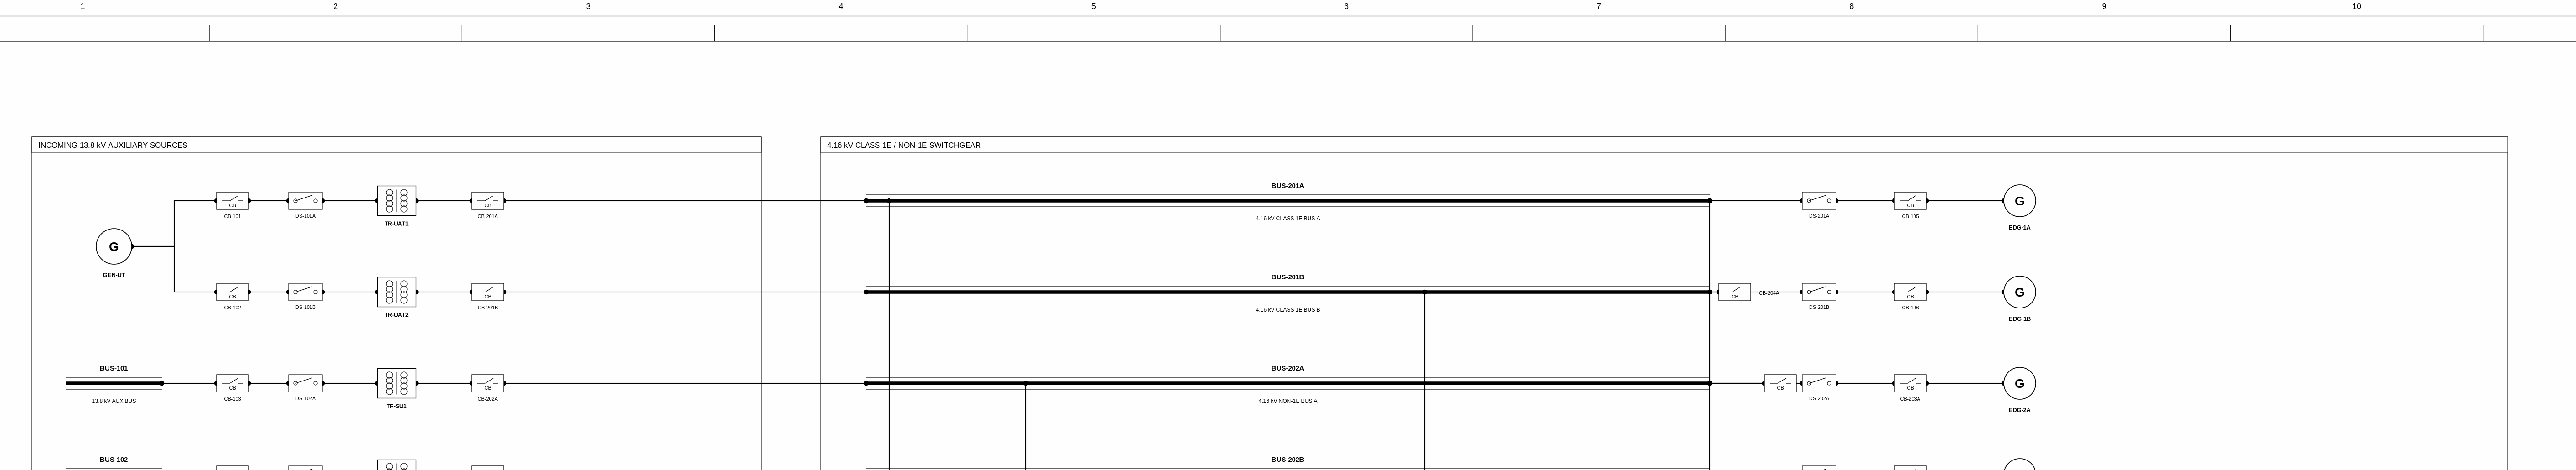 1 2 3 4 5 6 7 8 9 10
INCOMING 13.8 kV AUXILIARY SOURCES
4.16 kV CLASS 1E / NON-1E SWITCHGEAR
BUS-201A
CB CB CB G
CB-101 DS-101A CB-201A 4.16 kV CLASS 1E BUS A DS-201A CB-105
TR-UAT1 EDG-1A
G
GEN-UT BUS-201B
CB CB CB CB G
CB-204A
CB-102 DS-101B CB-201B 4.16 kV CLASS 1E BUS B DS-201B CB-106
TR-UAT2 EDG-1B
BUS-101 BUS-202A
CB CB CB CB G
13.8 kV AUX BUS CB-103 DS-102A CB-202A 4.16 kV NON-1E BUS A DS-202A CB-203A
TR-SU1 EDG-2A
BUS-102 BUS-202B